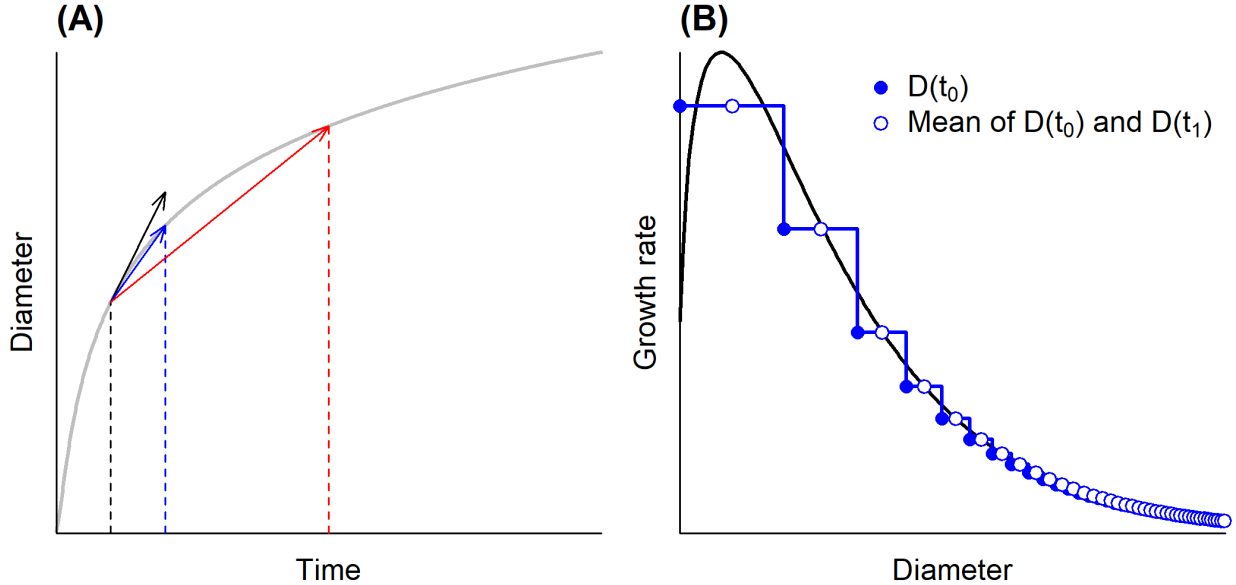 (A)
Diameter
Time
(B)
D(t₀)
Mean of D(t₀) and D(t₁)
Growth rate
Diameter